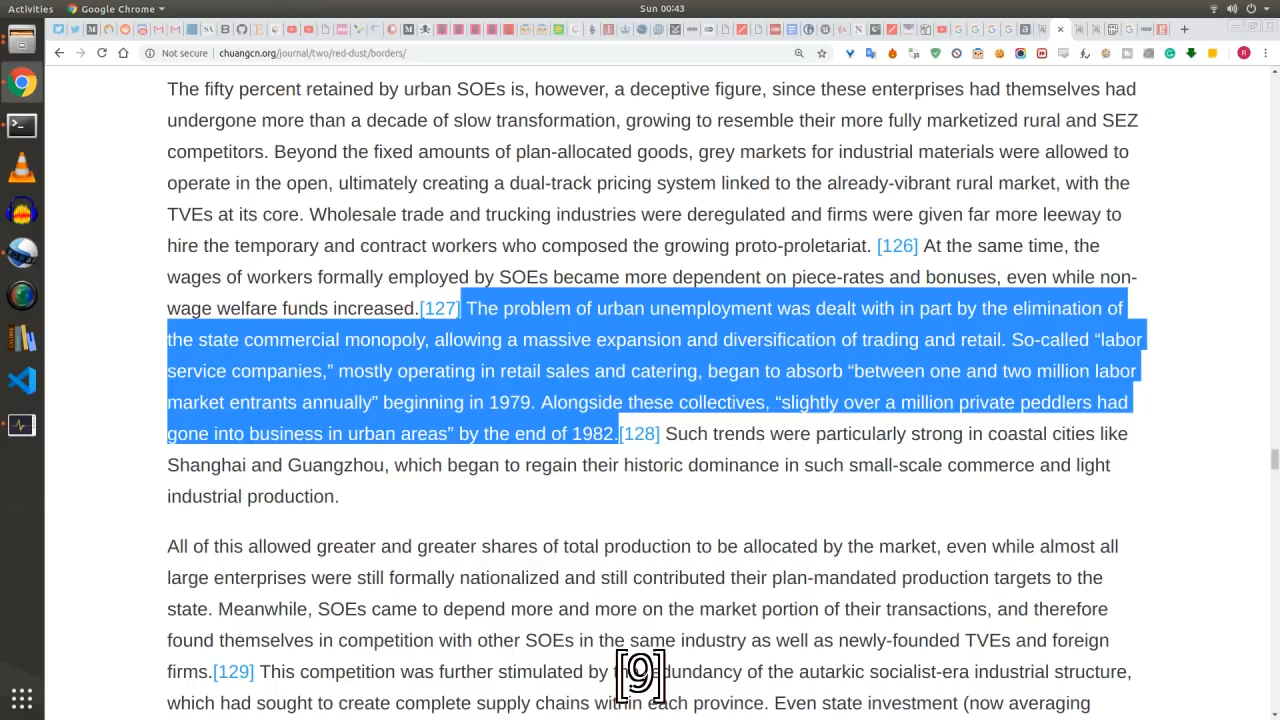 Activities
Google Chrome
Sun 00:43
Not secure
chuangcn.org/journal/two/red-dust/borders/
The fifty percent retained by urban SOEs is, however, a deceptive figure, since these enterprises had themselves had
undergone more than a decade of slow transformation, growing to resemble their more fully marketized rural and SEZ
competitors. Beyond the fixed amounts of plan-allocated goods, grey markets for industrial materials were allowed to
operate in the open, ultimately creating a dual-track pricing system linked to the already-vibrant rural market, with the
TVEs at its core. Wholesale trade and trucking industries were deregulated and firms were given far more leeway to
hire the temporary and contract workers who composed the growing proto-proletariat. [126] At the same time, the
wages of workers formally employed by SOEs became more dependent on piece-rates and bonuses, even while non-
wage welfare funds increased.[127] The problem of urban unemployment was dealt with in part by the elimination of
the state commercial monopoly, allowing a massive expansion and diversification of trading and retail. So-called “labor
service companies,” mostly operating in retail sales and catering, began to absorb “between one and two million labor
market entrants annually” beginning in 1979. Alongside these collectives, “slightly over a million private peddlers had
gone into business in urban areas” by the end of 1982.[128] Such trends were particularly strong in coastal cities like
Shanghai and Guangzhou, which began to regain their historic dominance in such small-scale commerce and light
industrial production.
All of this allowed greater and greater shares of total production to be allocated by the market, even while almost all
large enterprises were still formally nationalized and still contributed their plan-mandated production targets to the
state. Meanwhile, SOEs came to depend more and more on the market portion of their transactions, and therefore
found themselves in competition with other SOEs in the same industry as well as newly-founded TVEs and foreign
firms.[129] This competition was further stimulated by the redundancy of the autarkic socialist-era industrial structure,
which had sought to create complete supply chains within each province. Even state investment (now averaging
[9]